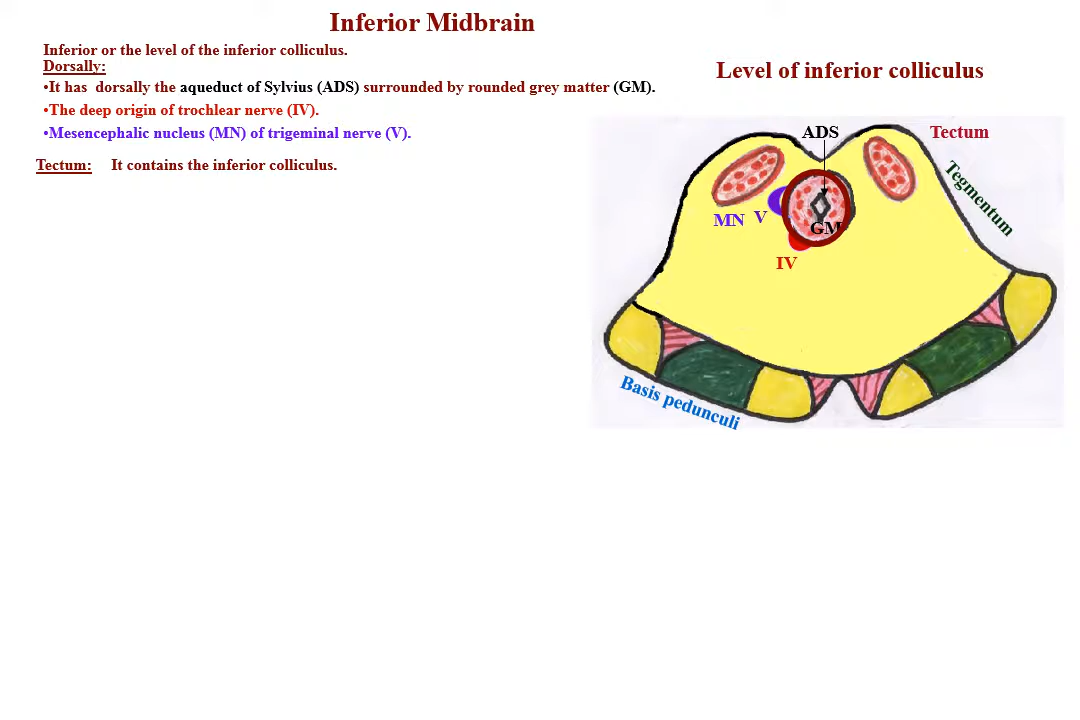 Inferior Midbrain
Inferior or the level of the inferior colliculus.
Dorsally:
•It has dorsally the aqueduct of Sylvius (ADS) surrounded by rounded grey matter (GM).
•The deep origin of trochlear nerve (IV).
•Mesencephalic nucleus (MN) of trigeminal nerve (V).
Tectum: It contains the inferior colliculus.
Level of inferior colliculus
ADS
Tectum
Tegmentum
MN V
GM
IV
Basis pedunculi